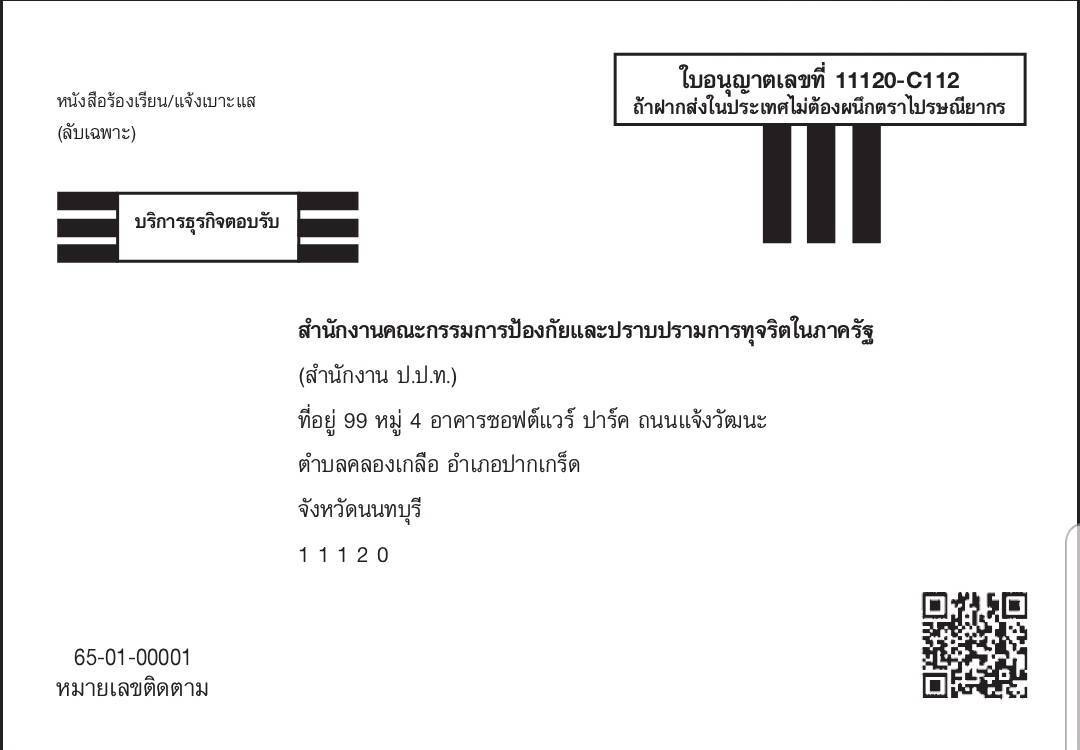 หนังสือร้องเรียน/แจ้งเบาะแส
(ลับเฉพาะ)
ใบอนุญาตเลขที่ 11120-C112
ถ้าฝากส่งในประเทศไม่ต้องผนึกตราไปรษณียากร
บริการธุรกิจตอบรับ
สำนักงานคณะกรรมการป้องกัยและปราบปรามการทุจริตในภาครัฐ
(สำนักงาน ป.ป.ท.)
ที่อยู่ 99 หมู่ 4 อาคารซอฟต์แวร์ ปาร์ค ถนนแจ้งวัฒนะ
ตำบลคลองเกลือ อำเภอปากเกร็ด
จังหวัดนนทบุรี
1 1 1 2 0
65-01-00001
หมายเลขติดตาม